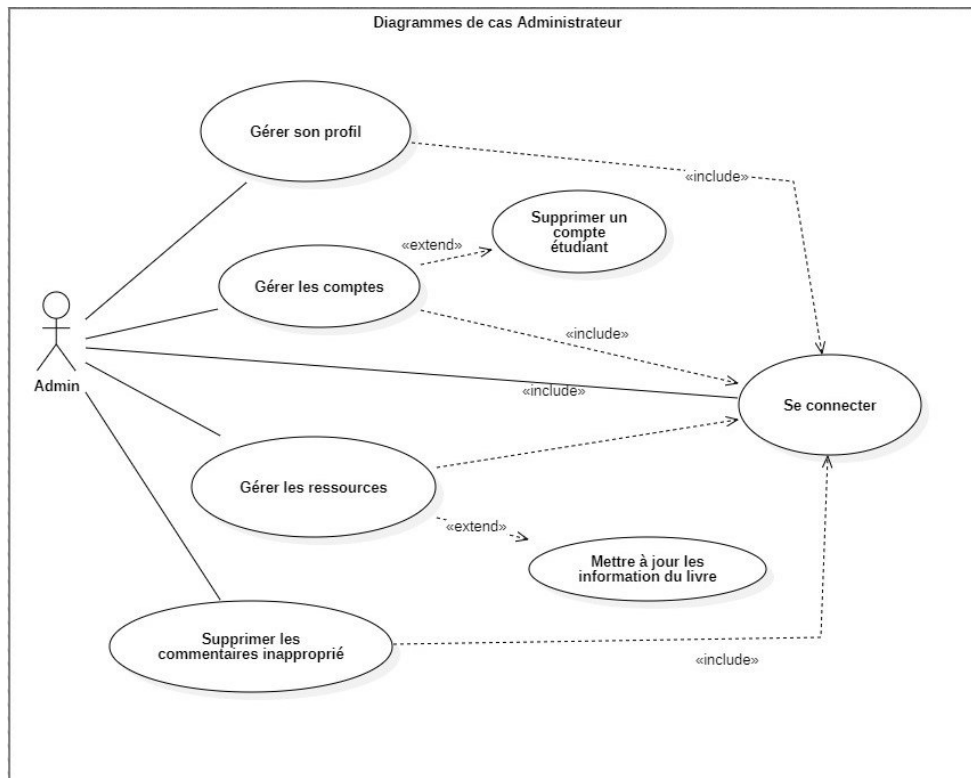 Diagrammes de cas Administrateur
Gérer son profil
«include»
Supprimer un
compte
étudiant
«extend»
Gérer les comptes
«include»
Admin
«include»
Se connecter
Gérer les ressources
«extend»
Mettre à jour les
information du livre
Supprimer les
commentaires inapproprié
«include»